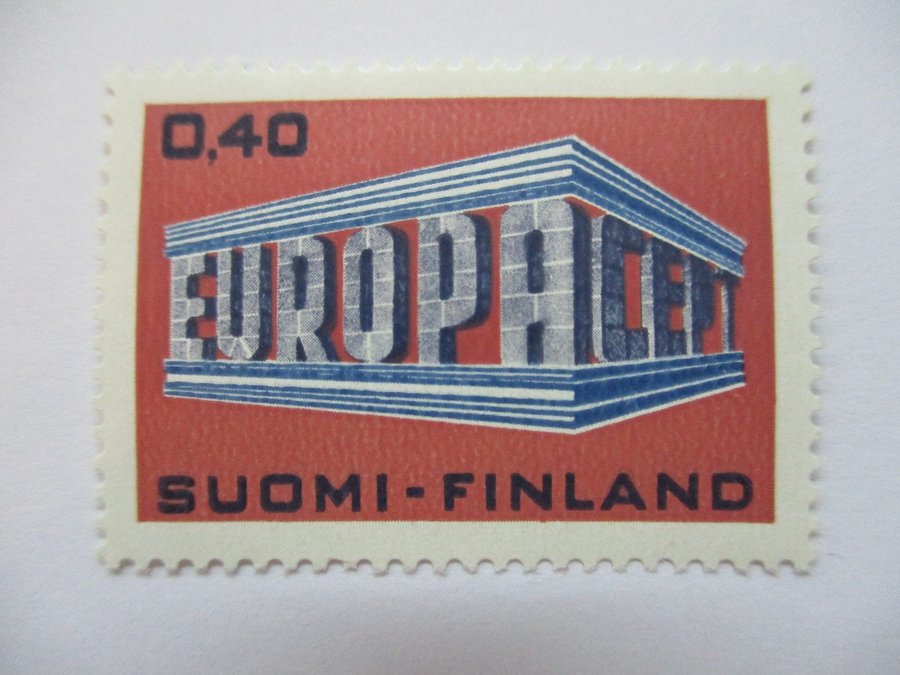 0,40
EUROPA CEPT
SUOMI-FINLAND